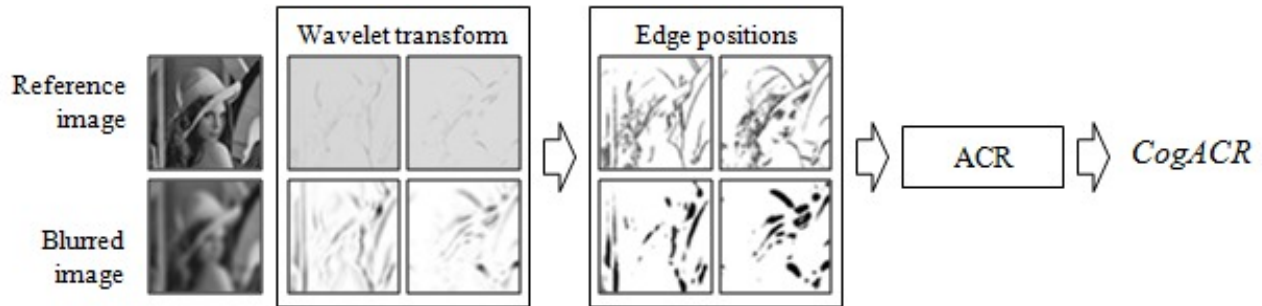 Wavelet transform
Edge positions
Reference
image
ACR
CogACR
Blurred
image